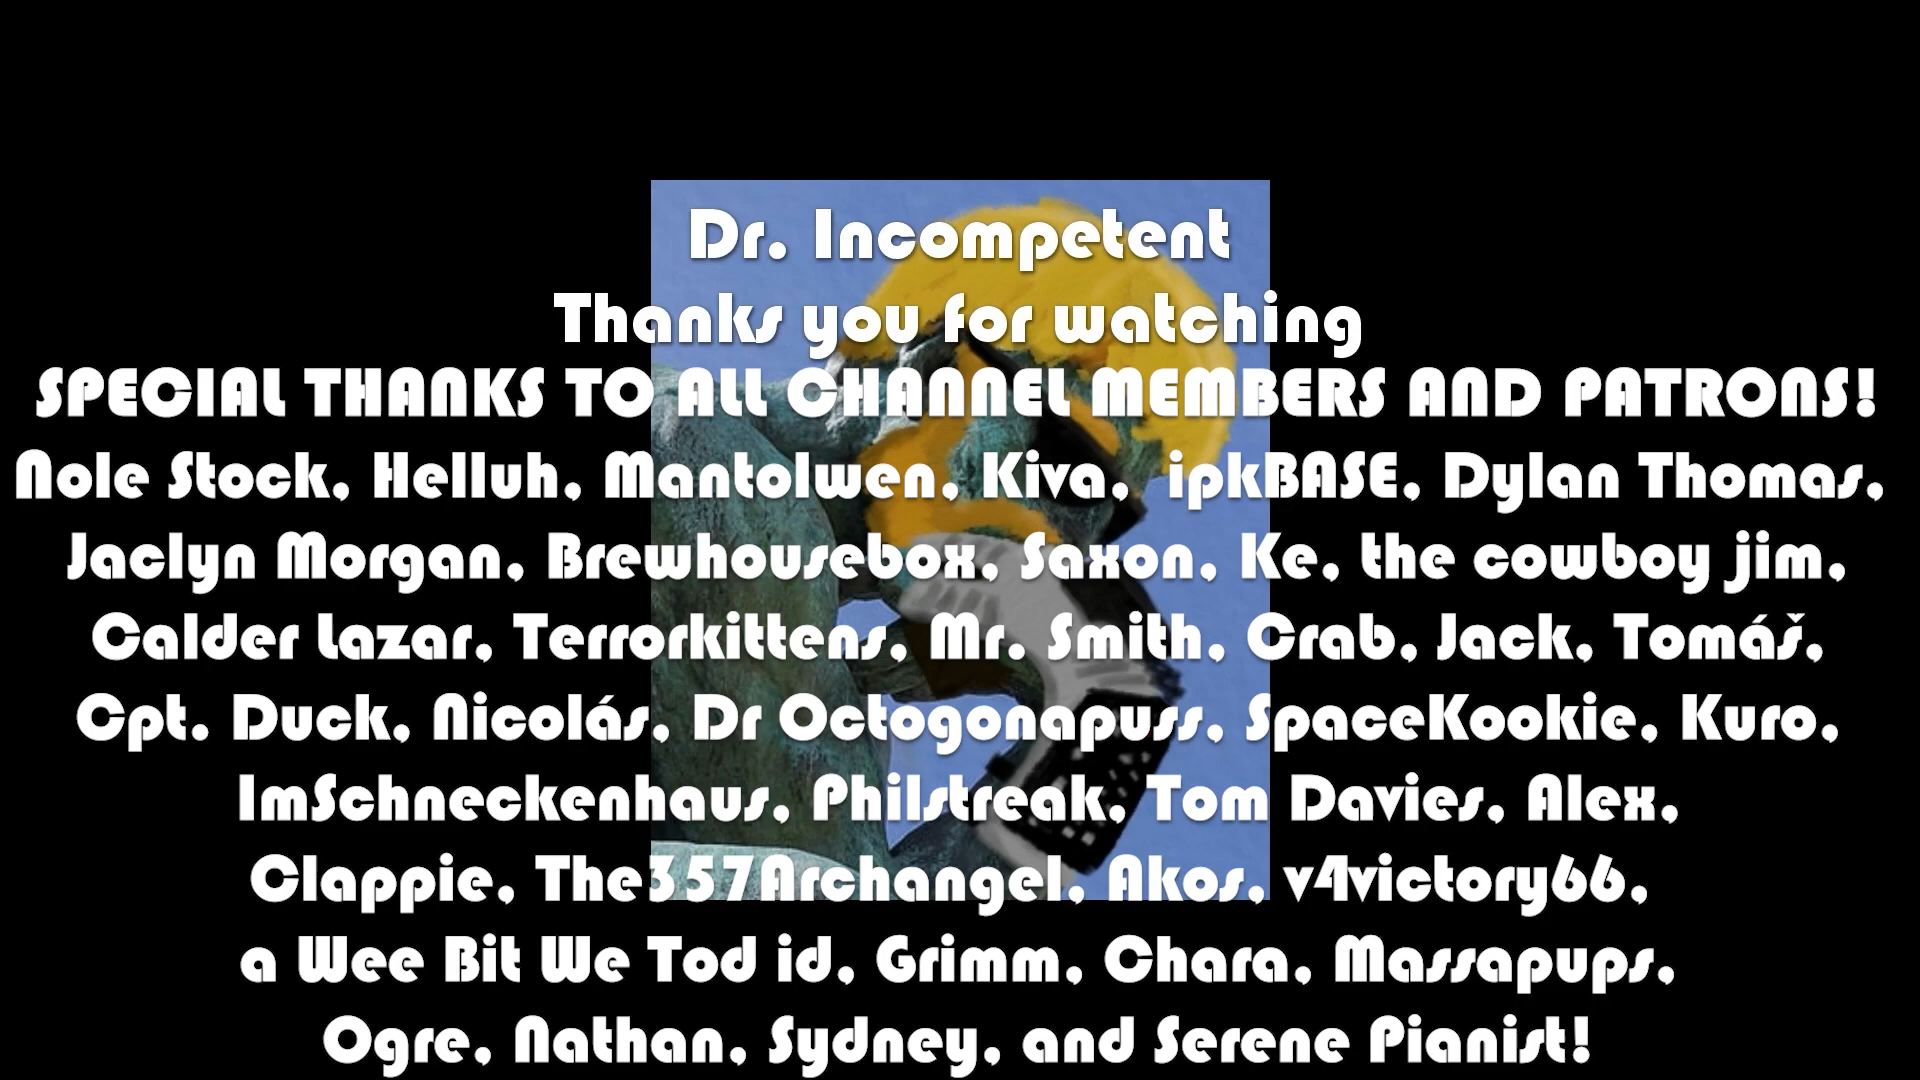 Dr. Incompetent
Thanks you for watching
SPECIAL THANKS TO ALL CHANNEL MEMBERS AND PATRONS!
Nole Stock, Helluh, Mantolwen, Kiva, ipkBASE, Dylan Thomas,
Jaclyn Morgan, Brewhousebox, Saxon, Ke, the cowboy jim,
Calder Lazar, Terrorkittens, Mr. Smith, Crab, Jack, Tomáš,
Cpt. Duck, Nicolás, Dr Octogonapuss, SpaceKookie, Kuro,
ImSchneckenhaus, Philstreak, Tom Davies, Alex,
Clappie, The357Archangel, Akos, v4victory66,
a Wee Bit We Tod id, Grimm, Chara, Massapups,
Ogre, Nathan, Sydney, and Serene Pianist!